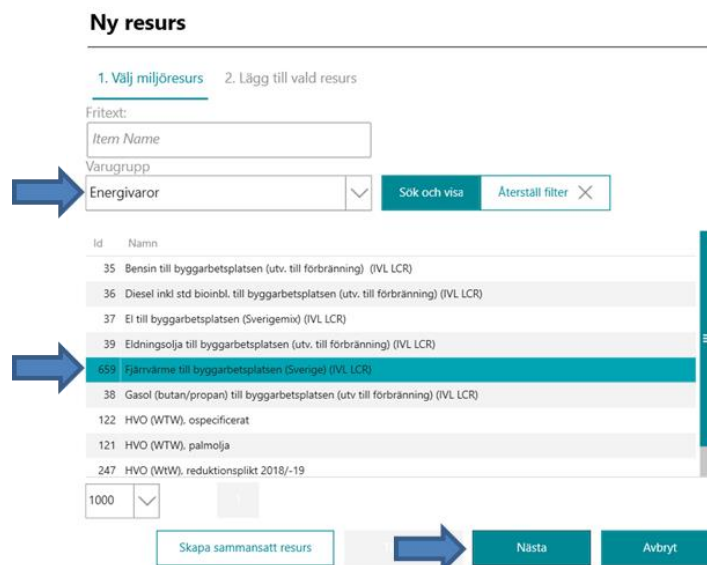 Ny resurs
1. Välj miljöresurs 2. Lägg till vald resurs
Fritext:
Item Name
Varugrupp
Energivaror Sök och visa Återställ filter
Id Namn
35 Bensin till byggarbetsplatsen (utv. till förbränning) (IVL LCR)
36 Diesel inkl std bioinbl. till byggarbetsplatsen (utv. till förbränning) (IVL LCR)
37 El till byggarbetsplatsen (Sverigemix) (IVL LCR)
39 Eldningsolja till byggarbetsplatsen (utv. till förbränning) (IVL LCR)
659 Fjärrvärme till byggarbetsplatsen (Sverige) (IVL LCR)
38 Gasol (butan/propan) till byggarbetsplatsen (utv till förbränning) (IVL LCR)
122 HVO (WTW), ospecificerat
121 HVO (WTW), palmolja
247 HVO (WtW), reduktionsplikt 2018/-19
1000
Skapa sammansatt resurs Nästa Avbryt